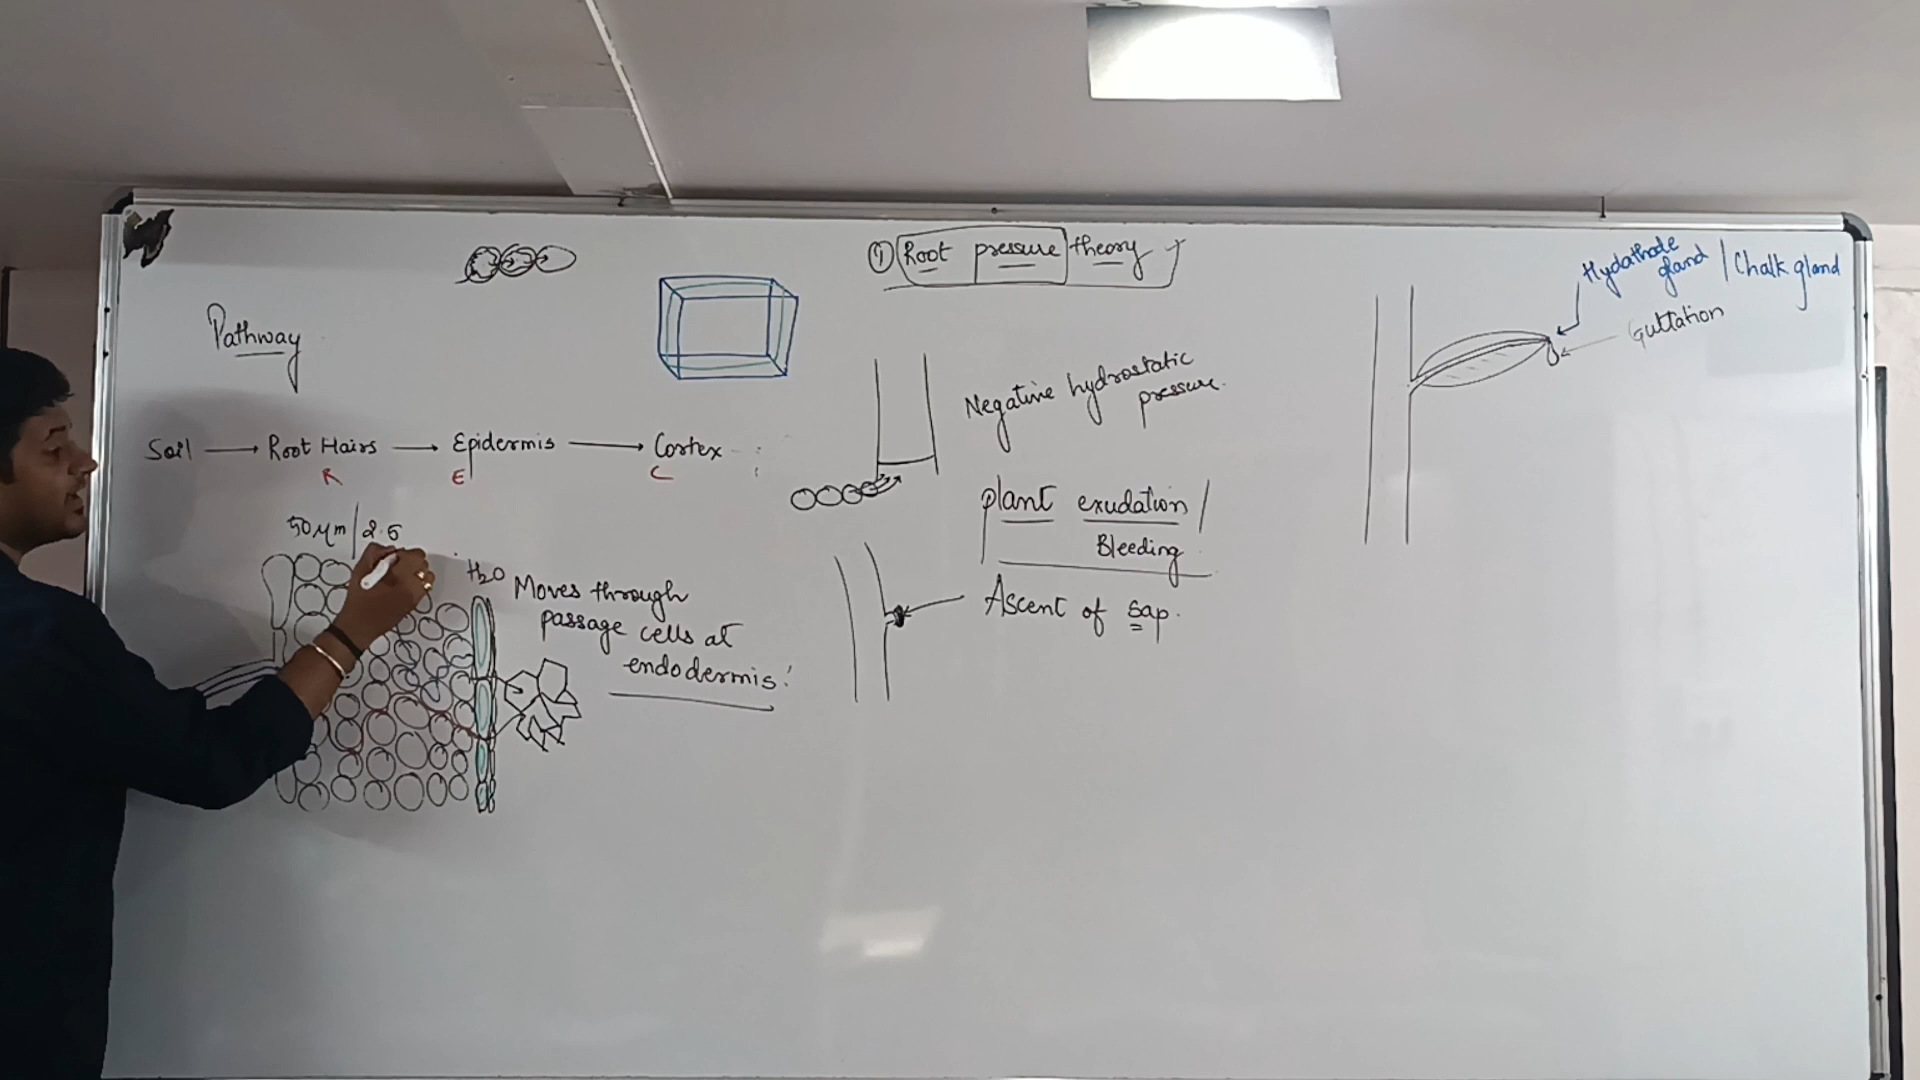 Pathway
Soil → Root Hairs → Epidermis → Cortex
R E C
50 μm / 2.5
H2O Moves through
passage cells at
endodermis!
① Root pressure theory
Negative hydrostatic
pressure.
plant exudation /
Bleeding
Ascent of sap.
Hydathode
gland / Chalk gland
Guttation